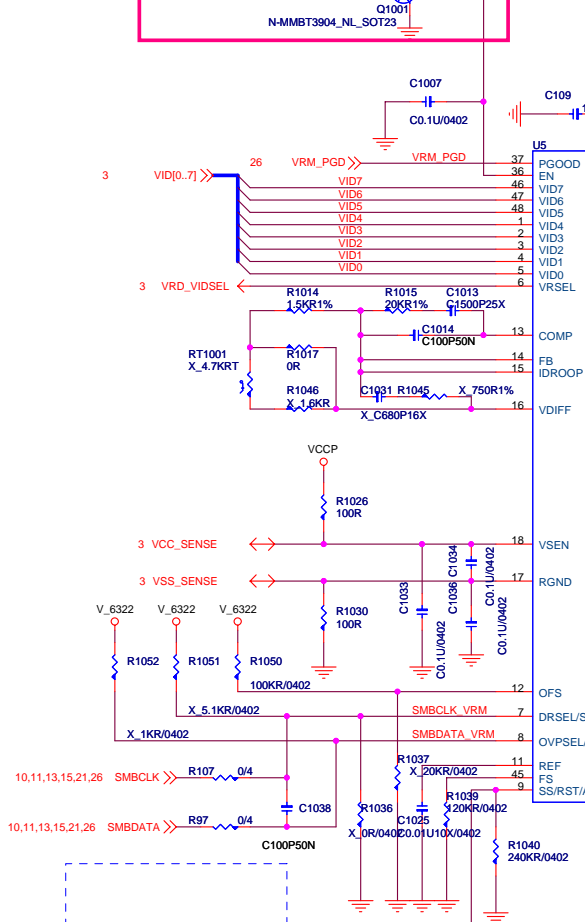 Q1001
N-MMBT3904_NL_SOT23
C1007
C0.1U/0402
C109
U5
26 VRM_PGD VRM_PGD 37 PGOOD
36 EN
3 VID[0..7] VID7 46 VID7
VID6 47 VID6
VID5 48 VID5
VID4 1 VID4
VID3 2 VID3
VID2 3 VID2
VID1 4 VID1
VID0 5 VID0
3 VRD_VIDSEL 6 VRSEL
R1014 R1015 C1013
1.5KR1% 20KR1% C1500P25X
C1014 13 COMP
C100P50N
RT1001 R1017 14 FB
X_4.7KRT 0R 15 IDROOP
R1046 C1031 R1045 X_750R1%
X_1.6KR 16 VDIFF
X_C680P16X
VCCP
R1026
100R
3 VCC_SENSE 18 VSEN
C1034
C0.1U/0402
3 VSS_SENSE 17 RGND
C1033
C0.1U/0402
C1036
C0.1U/0402
R1030
100R
V_6322 V_6322 V_6322
R1052 R1051 R1050
100KR/0402 12 OFS
X_5.1KR/0402 SMBCLK_VRM 7 DRSEL/S
X_1KR/0402 SMBDATA_VRM 8 OVPSEL/
R1037 11 REF
10,11,13,15,21,26 SMBCLK R107 0/4 X_20KR/0402 45 FS
9 SS/RST/A
C1038 R1036 C1025 R1039
10,11,13,15,21,26 SMBDATA R97 0/4 X_0R/0402 C0.01U10X/0402 120KR/0402
C100P50N
R1040
240KR/0402